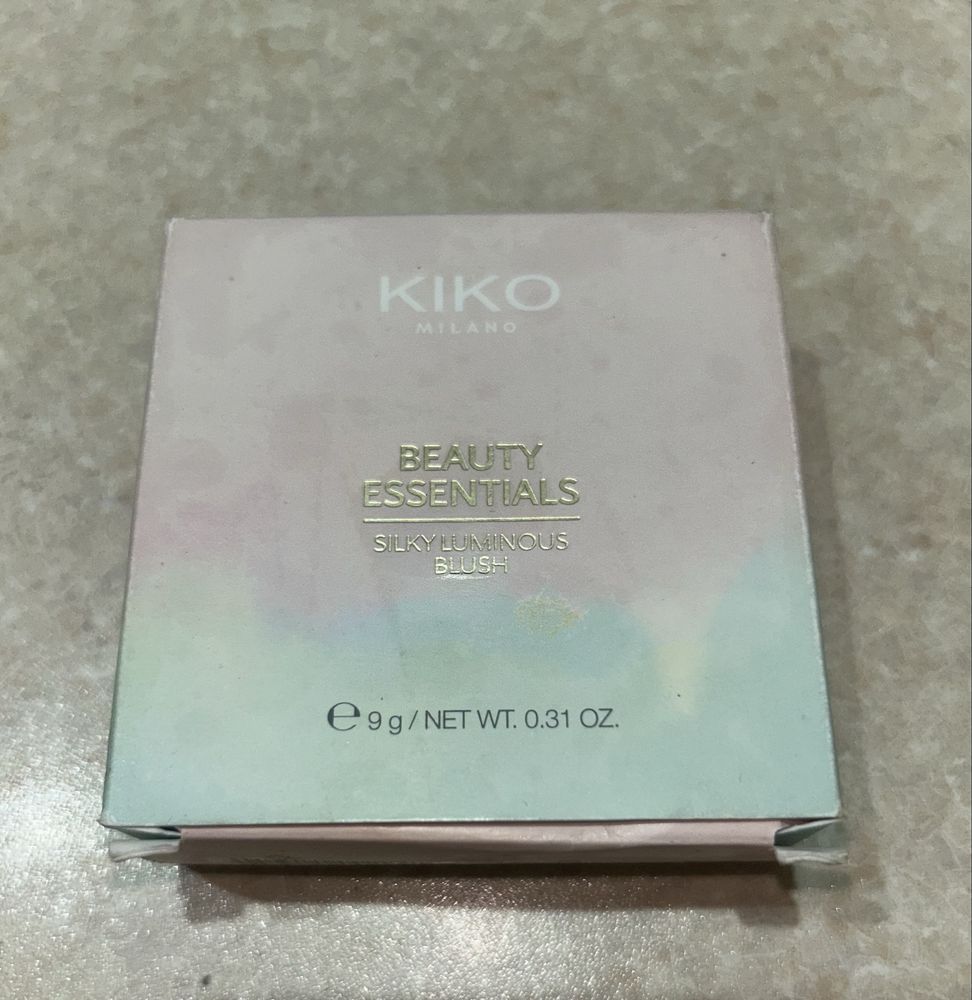 KIKO
MILANO
BEAUTY
ESSENTIALS
SILKY LUMINOUS
BLUSH
℮ 9 g / NET WT. 0.31 OZ.